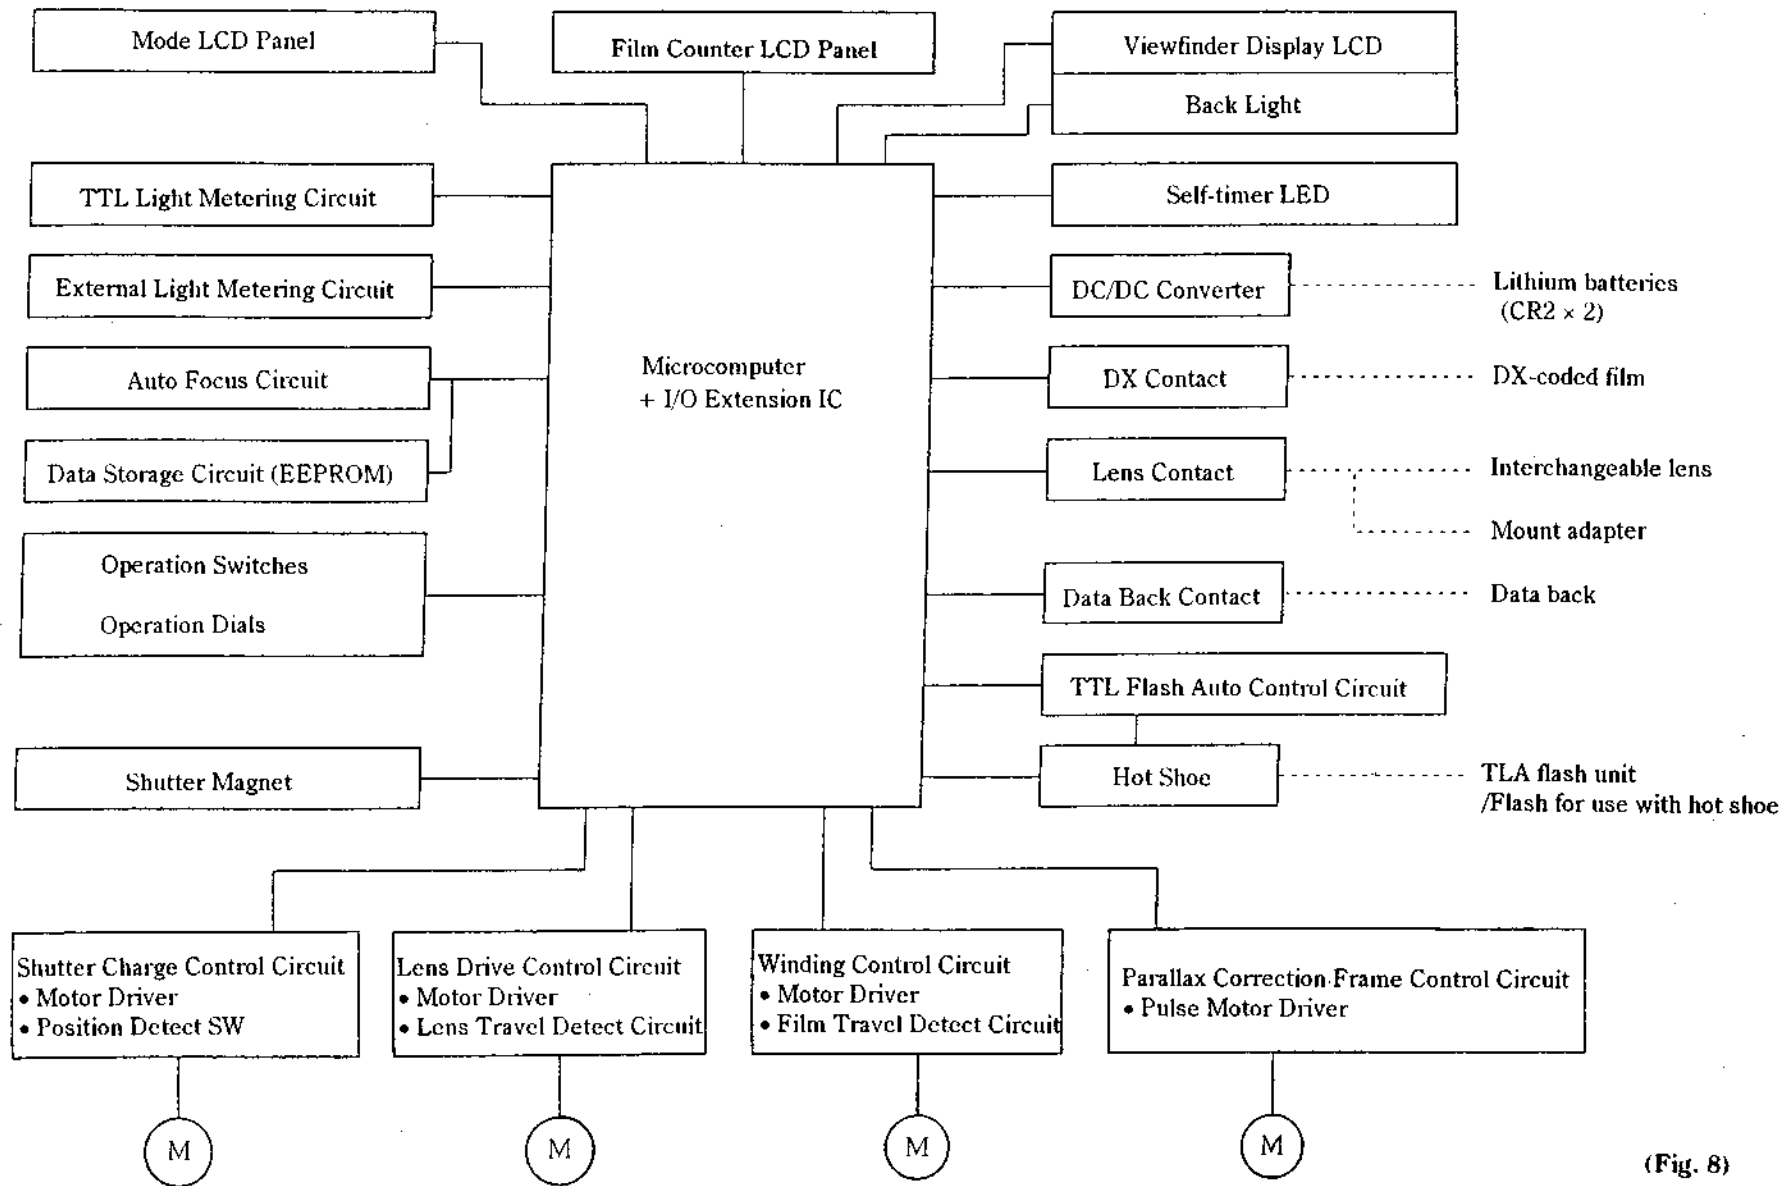 Mode LCD Panel
Film Counter LCD Panel
Viewfinder Display LCD
Back Light
TTL Light Metering Circuit
Self-timer LED
External Light Metering Circuit
DC/DC Converter
Lithium batteries
(CR2 × 2)
Auto Focus Circuit
Microcomputer
+ I/O Extension IC
DX Contact
DX-coded film
Data Storage Circuit (EEPROM)
Lens Contact
Interchangeable lens
Mount adapter
Operation Switches
Operation Dials
Data Back Contact
Data back
TTL Flash Auto Control Circuit
Shutter Magnet
Hot Shoe
TLA flash unit
/Flash for use with hot shoe
Shutter Charge Control Circuit
• Motor Driver
• Position Detect SW
Lens Drive Control Circuit
• Motor Driver
• Lens Travel Detect Circuit
Winding Control Circuit
• Motor Driver
• Film Travel Detect Circuit
Parallax Correction Frame Control Circuit
• Pulse Motor Driver
M
M
M
M
(Fig. 8)